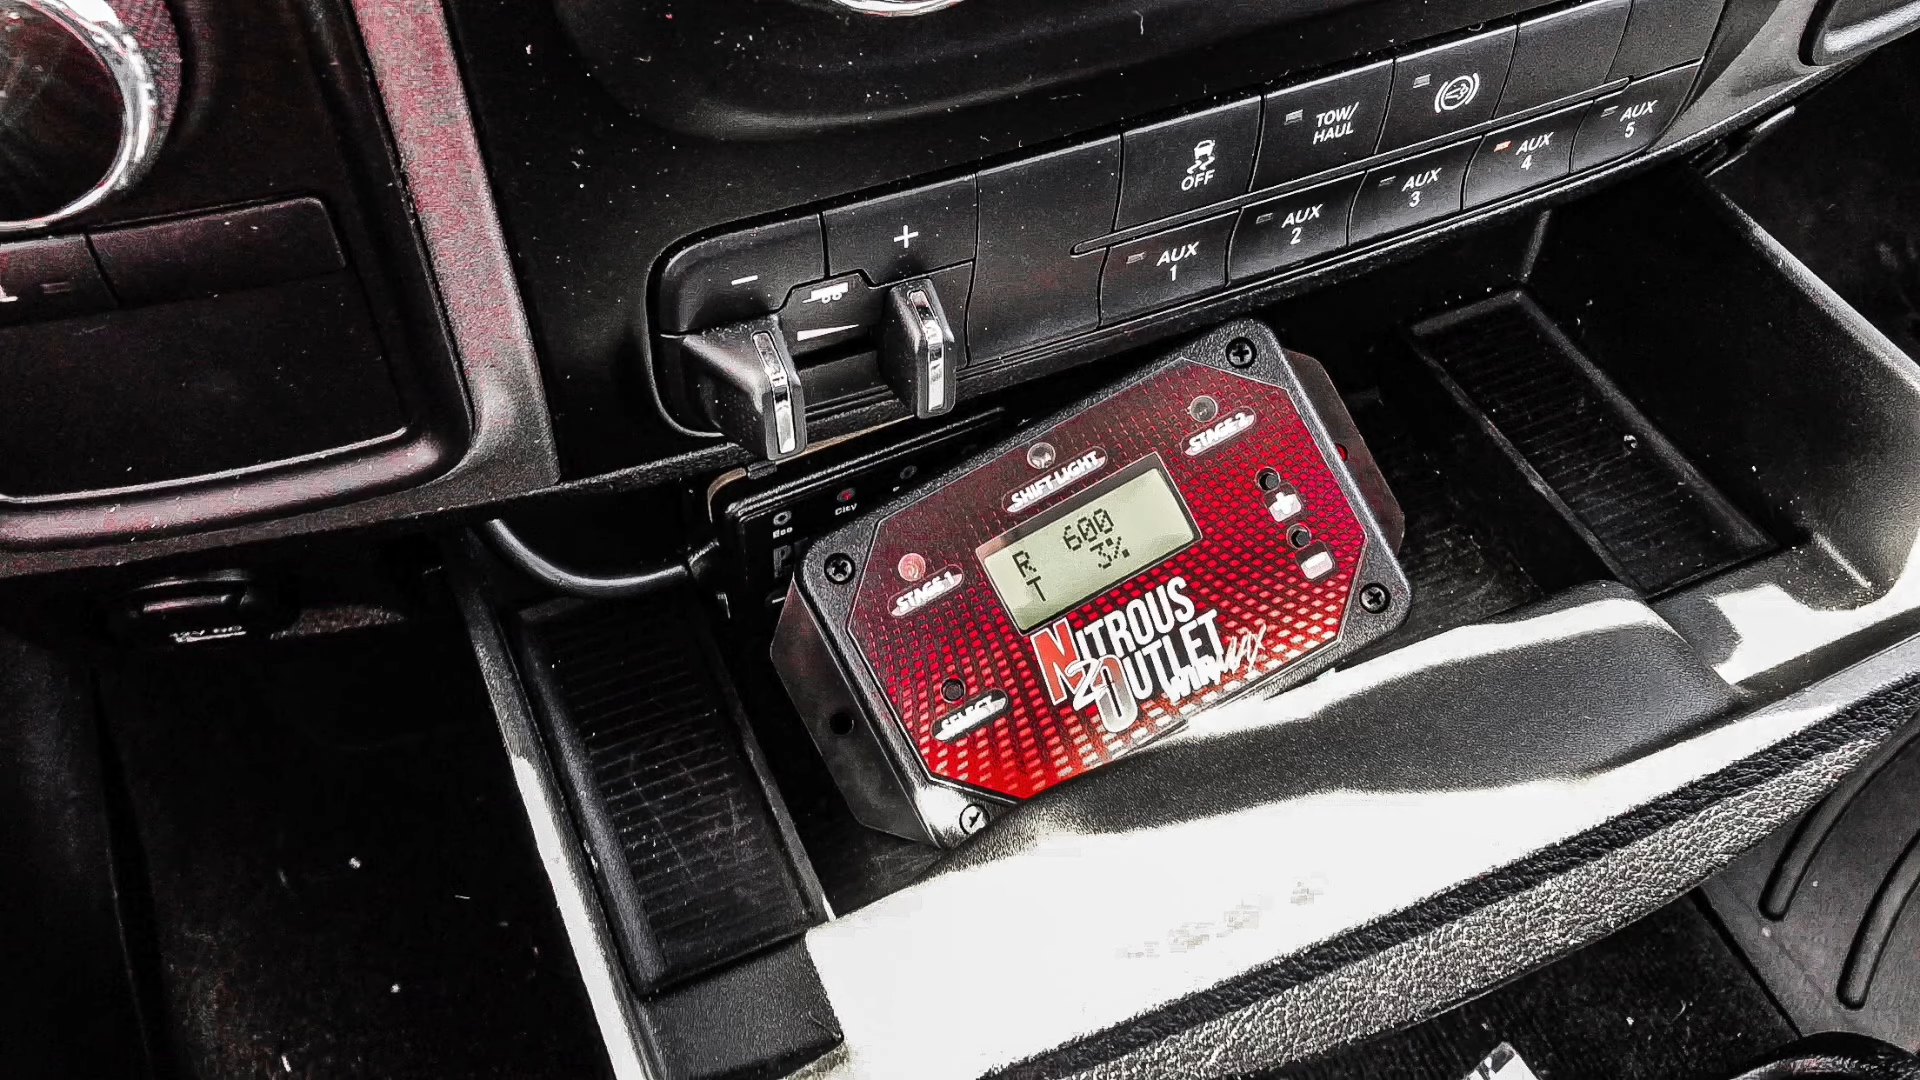 TOW/
HAUL
OFF
AUX
5
AUX
4
AUX
3
AUX
2
AUX
1
+
−
City
Eco
STAGE 2
SHIFT LIGHT
STAGE 1
R 600
T 3%
NITROUS
2
OUTLET
SELECT